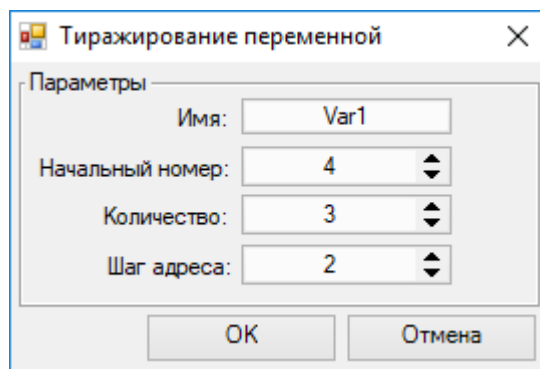 Тиражирование переменной
Параметры
Имя: Var1
Начальный номер: 4
Количество: 3
Шаг адреса: 2
OK Отмена